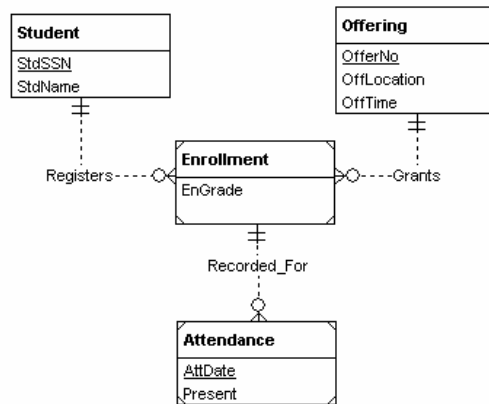 Student
StdSSN
StdName
Offering
OfferNo
OffLocation
OffTime
Registers
Enrollment
EnGrade
Grants
Recorded_For
Attendance
AttDate
Present